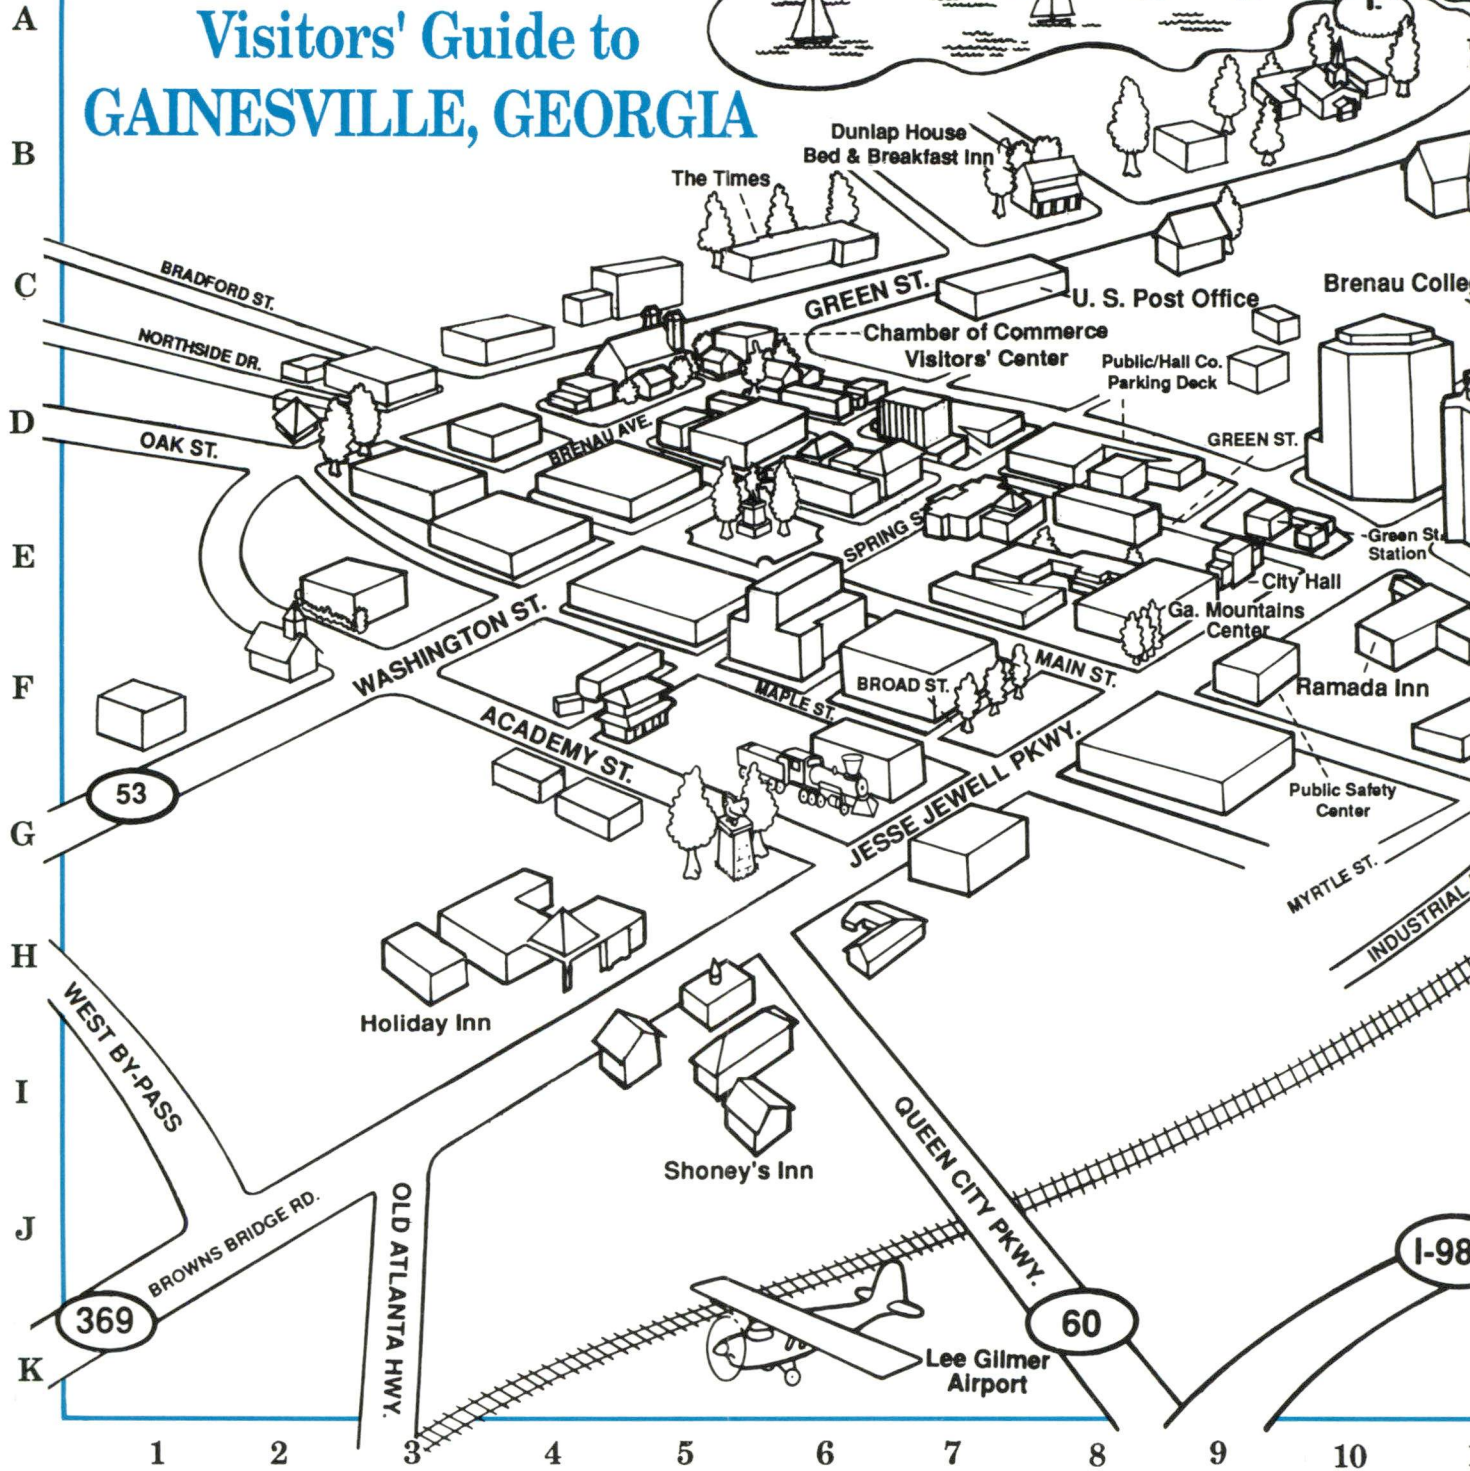 A
Visitors' Guide to
GAINESVILLE, GEORGIA
B
Dunlap House
Bed & Breakfast Inn
The Times
C
BRADFORD ST.
GREEN ST.
U. S. Post Office
Brenau Colle
NORTHSIDE DR.
Chamber of Commerce
Visitors' Center
Public/Hall Co.
Parking Deck
D
OAK ST.
BRENAU AVE.
GREEN ST.
E
SPRING S
Green St.
Station
City Hall
Ga. Mountains
Center
WASHINGTON ST.
F
MAIN ST.
BROAD ST.
MAPLE ST.
Ramada Inn
ACADEMY ST.
53
G
JESSE JEWELL PKWY.
Public Safety
Center
MYRTLE ST.
INDUSTRIAL
H
WEST BY-PASS
Holiday Inn
I
QUEEN CITY PKWY.
Shoney's Inn
J
BROWNS BRIDGE RD.
OLD ATLANTA HWY.
I-98
369
60
K
Lee Gilmer
Airport
1 2 3 4 5 6 7 8 9 10